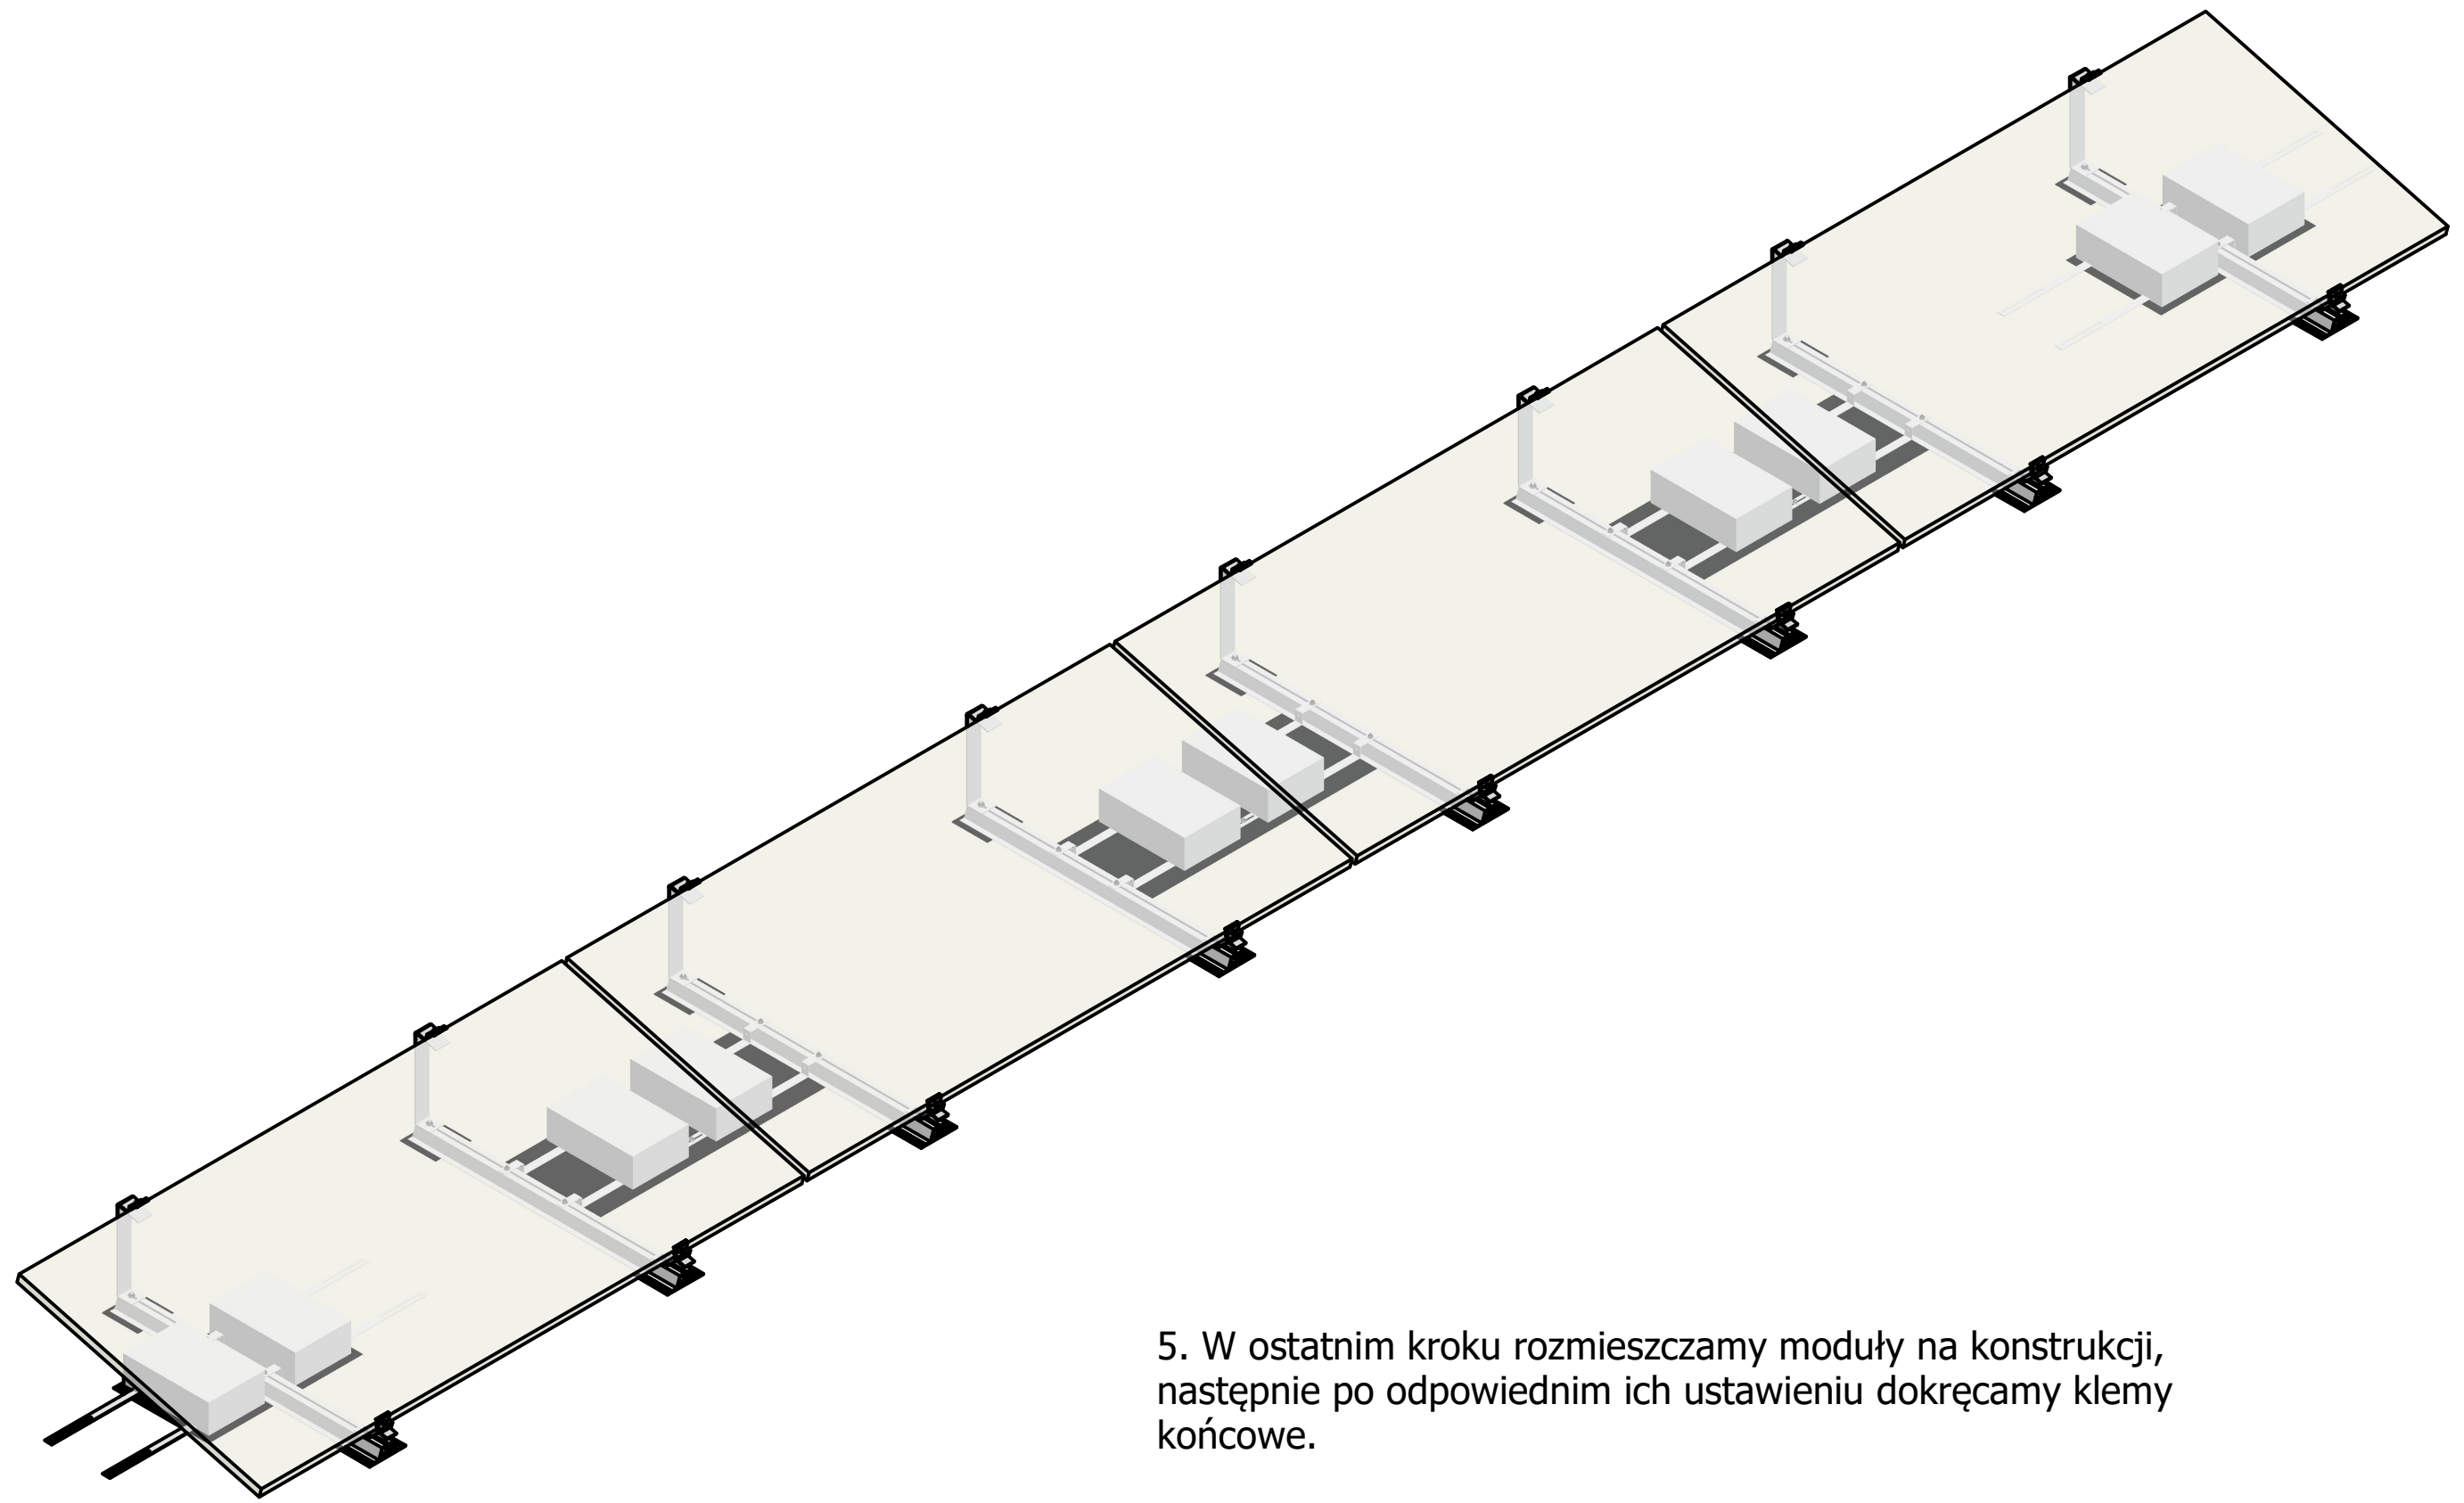 5. W ostatnim kroku rozmieszczamy moduły na konstrukcji,
następnie po odpowiednim ich ustawieniu dokręcamy klemy
końcowe.